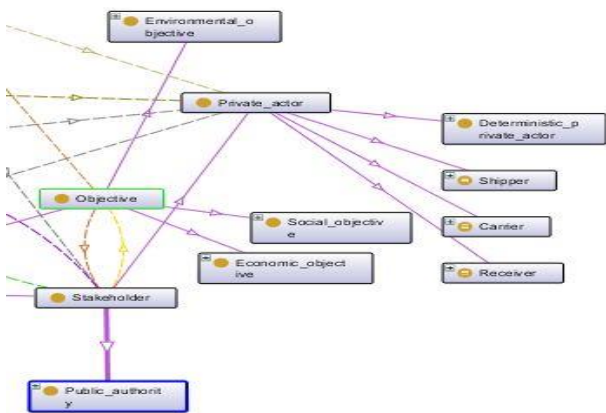 Environmental_o
bjective
Private_actor
Deterministic_p
rivate_actor
Shipper
Objective
Social_objectiv
e
Carrier
Economic_object
ive
Receiver
Stakeholder
Public_authorit
y